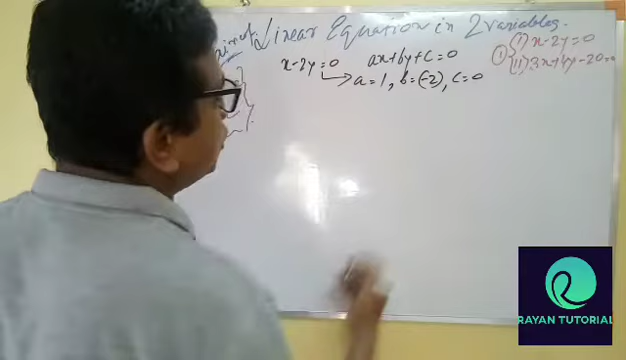 Linear Equation in 2 variables.
x-2y=0 ax+by+c=0
a=1, b=(-2), c=0
① (i) x-2y=0
(ii) 3x+4y-20=0
RAYAN TUTORIAL